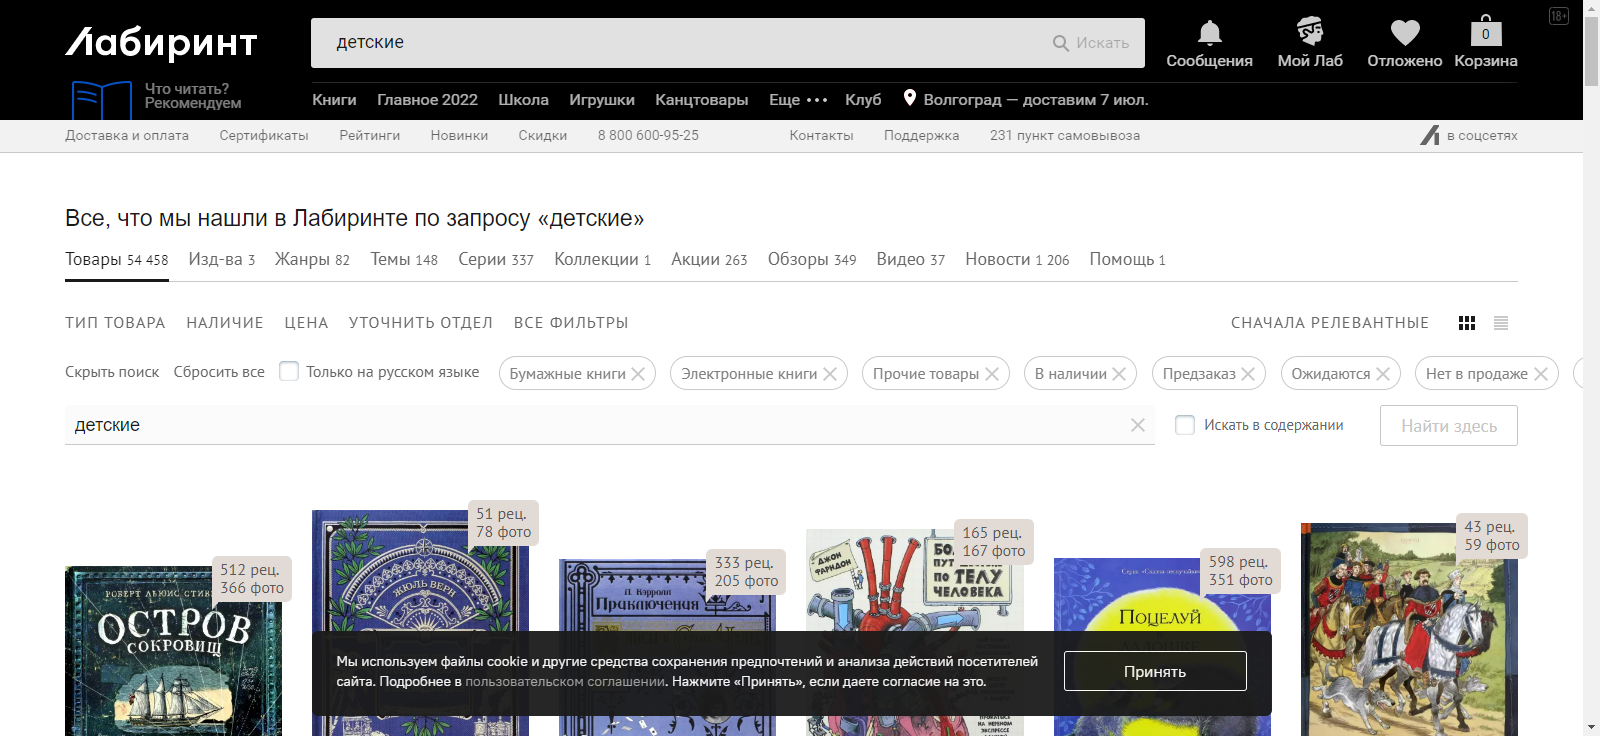 Лабиринт
детские
Искать
Сообщения
Мой Лаб
Отложено
0
Корзина
18+
Что читать?
Рекомендуем
Книги Главное 2022 Школа Игрушки Канцтовары Еще ••• Клуб Волгоград — доставим 7 июл.
Доставка и оплата Сертификаты Рейтинги Новинки Скидки 8 800 600-95-25 Контакты Поддержка 231 пункт самовывоза в соцсетях
Все, что мы нашли в Лабиринте по запросу «детские»
Товары 54 458 Изд-ва 3 Жанры 82 Темы 148 Серии 337 Коллекции 1 Акции 263 Обзоры 349 Видео 37 Новости 1 206 Помощь 1
ТИП ТОВАРА НАЛИЧИЕ ЦЕНА УТОЧНИТЬ ОТДЕЛ ВСЕ ФИЛЬТРЫ СНАЧАЛА РЕЛЕВАНТНЫЕ
Скрыть поиск Сбросить все Только на русском языке Бумажные книги Электронные книги Прочие товары В наличии Предзаказ Ожидаются Нет в продаже
детские
Искать в содержании
Найти здесь
512 рец.
366 фото
ОСТРОВ
СОКРОВИЩ
51 рец.
78 фото
ЖЮЛЬ ВЕРН
333 рец.
205 фото
Л. Кэрролл
Приключения
165 рец.
167 фото
ДЖОН
ФАРНДОН
ПО ТЕЛУ
ЧЕЛОВЕКА
598 рец.
351 фото
Поцелуй
43 рец.
59 фото
Мы используем файлы cookie и другие средства сохранения предпочтений и анализа действий посетителей
сайта. Подробнее в пользовательском соглашении. Нажмите «Принять», если даете согласие на это.
Принять